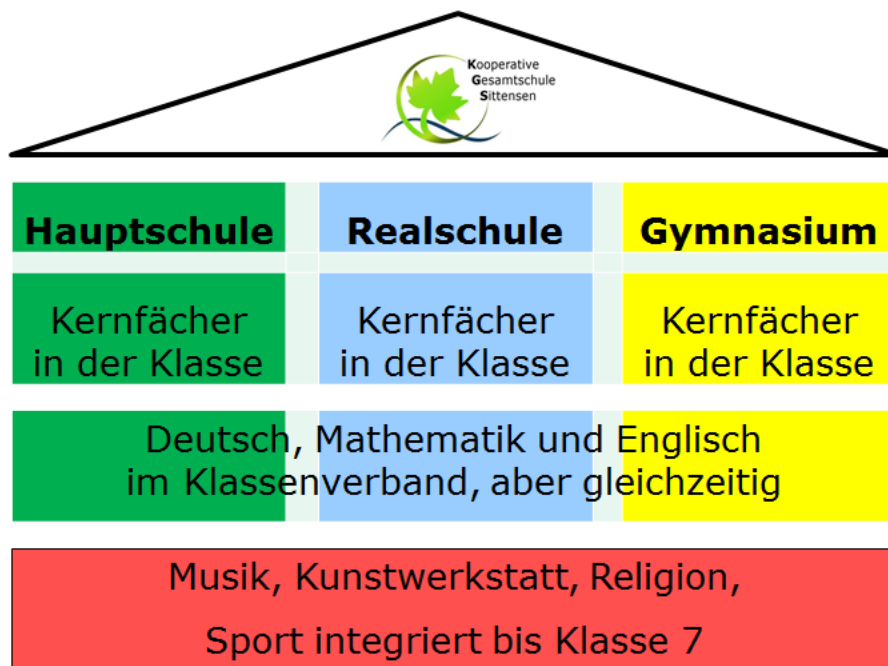 Kooperative
Gesamtschule
Sittensen
Hauptschule
Realschule
Gymnasium
Kernfächer
in der Klasse
Kernfächer
in der Klasse
Kernfächer
in der Klasse
Deutsch, Mathematik und Englisch
im Klassenverband, aber gleichzeitig
Musik, Kunstwerkstatt, Religion,
Sport integriert bis Klasse 7